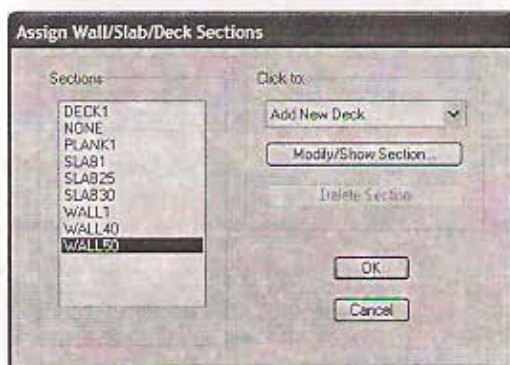 Assign Wall/Slab/Deck Sections
Sections
DECK1
NONE
PLANK1
SLAB1
SLAB25
SLAB30
WALL1
WALL40
WALL50
Click to:
Add New Deck
Modify/Show Section...
Delete Section
OK
Cancel